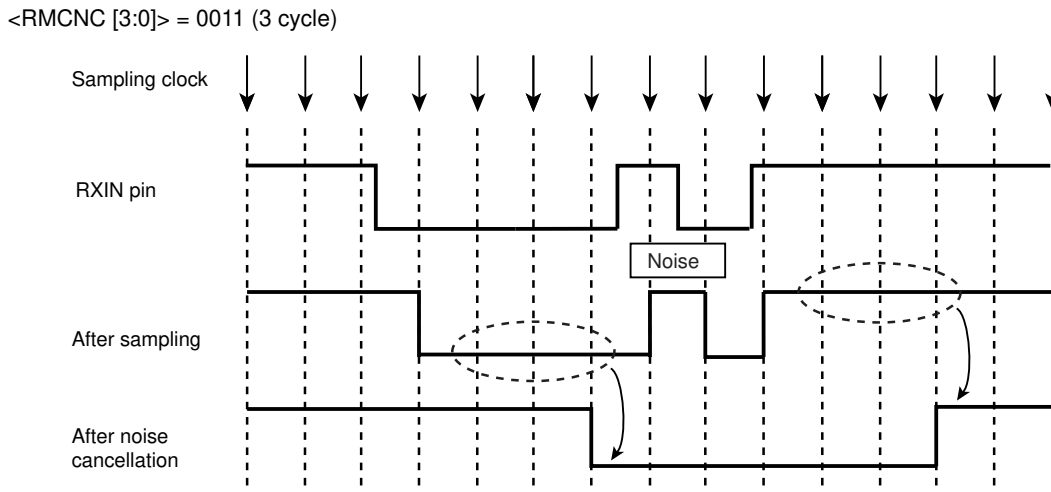 <RMCNC [3:0]> = 0011 (3 cycle)
Sampling clock
RXIN pin
Noise
After sampling
After noise
cancellation